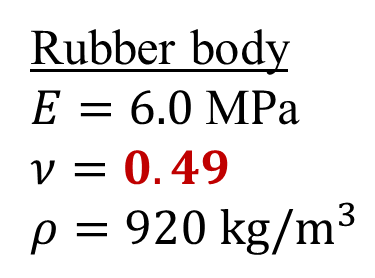 Rubber body
E = 6.0 MPa
ν = 0.49
ρ = 920 kg/m³